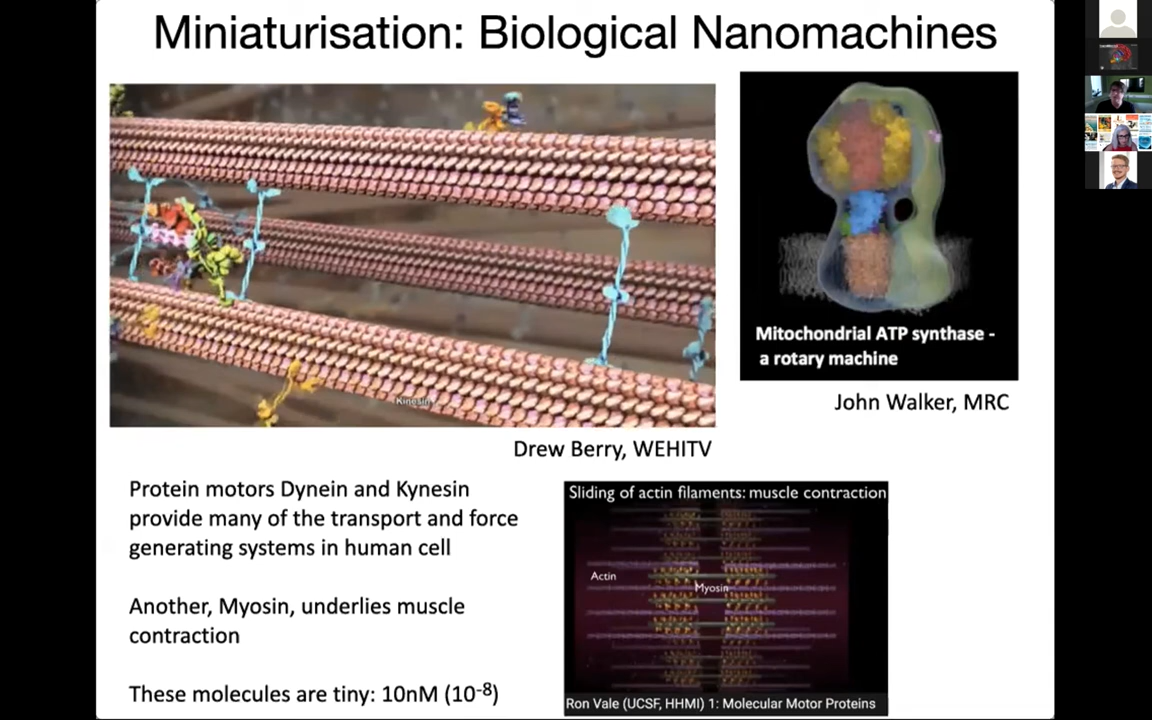 Miniaturisation: Biological Nanomachines
Kinesin
Mitochondrial ATP synthase -
a rotary machine
John Walker, MRC
Drew Berry, WEHITV
Protein motors Dynein and Kynesin
provide many of the transport and force
generating systems in human cell
Another, Myosin, underlies muscle
contraction
These molecules are tiny: 10nM (10-8)
Sliding of actin filaments: muscle contraction
Actin
Myosin
Ron Vale (UCSF, HHMI) 1: Molecular Motor Proteins